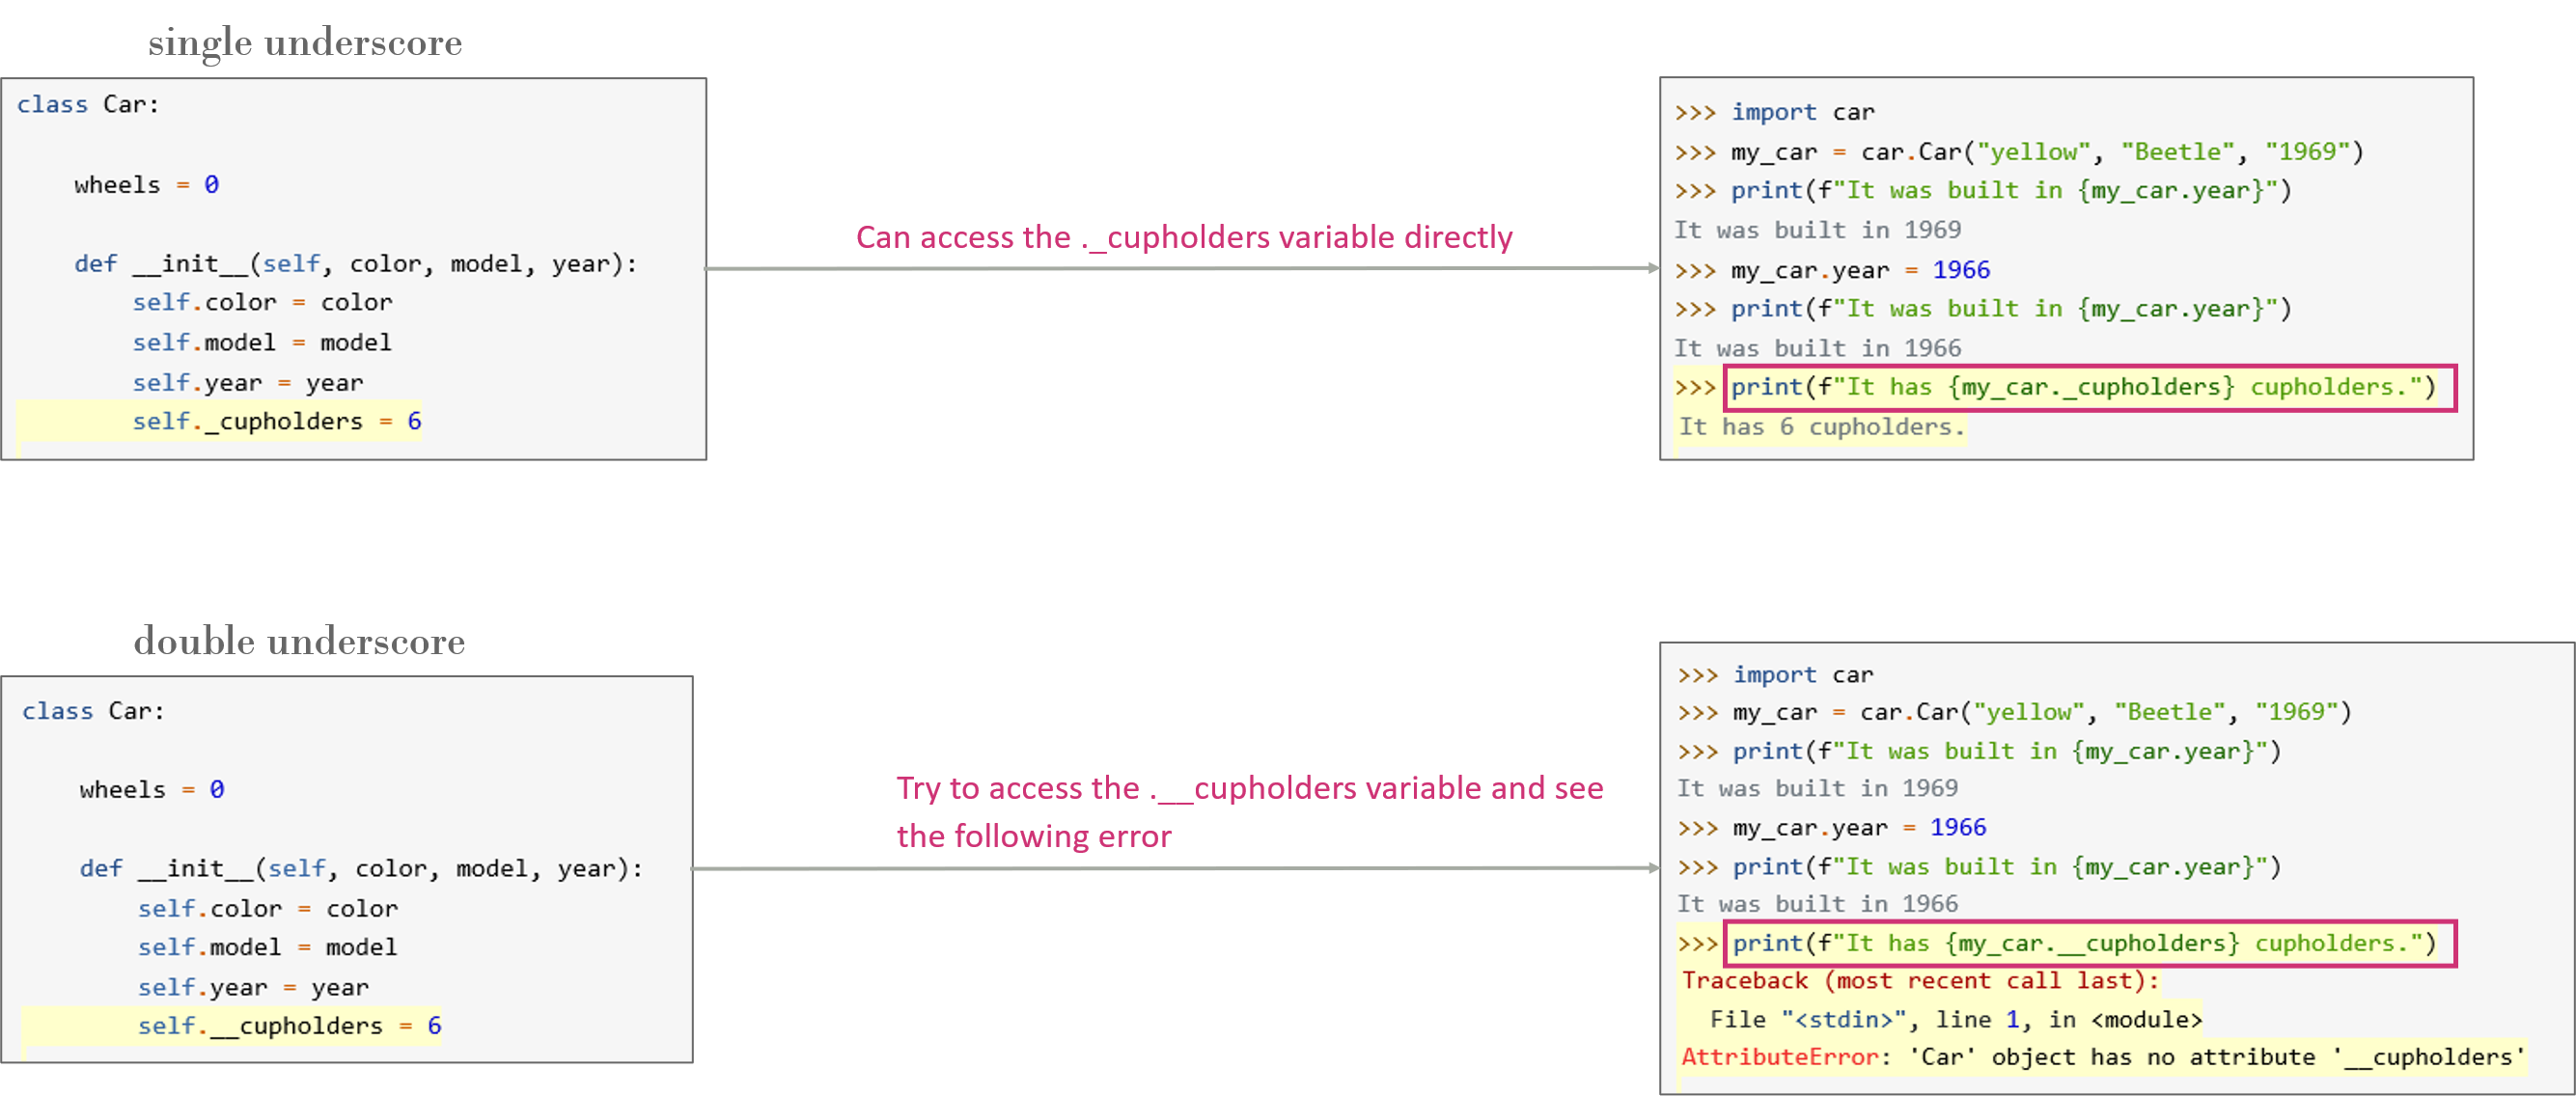 single underscore
class Car:
    wheels = 0
    def __init__(self, color, model, year):
        self.color = color
        self.model = model
        self.year = year
        self._cupholders = 6
Can access the ._cupholders variable directly
>>> import car
>>> my_car = car.Car("yellow", "Beetle", "1969")
>>> print(f"It was built in {my_car.year}")
It was built in 1969
>>> my_car.year = 1966
>>> print(f"It was built in {my_car.year}")
It was built in 1966
>>> print(f"It has {my_car._cupholders} cupholders.")
It has 6 cupholders.
double underscore
class Car:
    wheels = 0
    def __init__(self, color, model, year):
        self.color = color
        self.model = model
        self.year = year
        self.__cupholders = 6
Try to access the .__cupholders variable and see
the following error
>>> import car
>>> my_car = car.Car("yellow", "Beetle", "1969")
>>> print(f"It was built in {my_car.year}")
It was built in 1969
>>> my_car.year = 1966
>>> print(f"It was built in {my_car.year}")
It was built in 1966
>>> print(f"It has {my_car.__cupholders} cupholders.")
Traceback (most recent call last):
  File "<stdin>", line 1, in <module>
AttributeError: 'Car' object has no attribute '__cupholders'